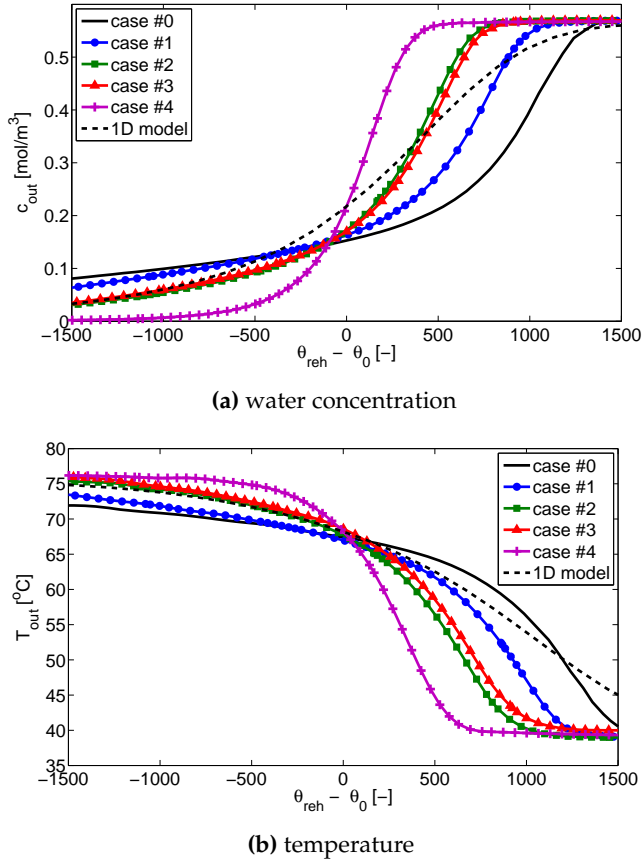 case #0
case #1
case #2
case #3
case #4
1D model
c_out [mol/m³]
0.5
0.4
0.3
0.2
0.1
0
−1500 −1000 −500 0 500 1000 1500
θ_reh − θ_0 [−]
(a) water concentration
case #0
case #1
case #2
case #3
case #4
1D model
T_out [°C]
80
75
70
65
60
55
50
45
40
35
−1500 −1000 −500 0 500 1000 1500
θ_reh − θ_0 [−]
(b) temperature